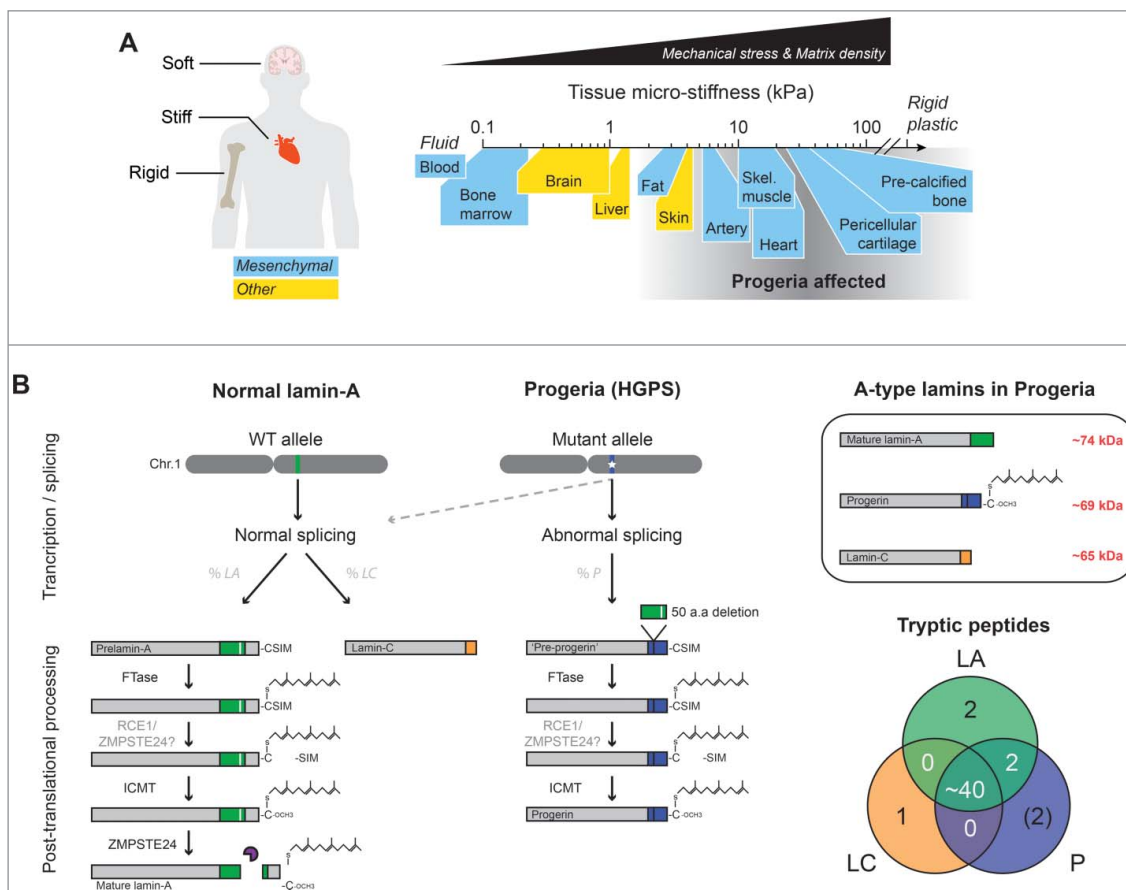 A
Soft
Stiff
Rigid
Mesenchymal
Other
Mechanical stress & Matrix density
Tissue micro-stiffness (kPa)
Rigid
plastic
Fluid
0.1
1
10
100
Blood
Bone
marrow
Brain
Liver
Fat
Skin
Artery
Skel.
muscle
Heart
Pericellular
cartilage
Pre-calcified
bone
Progeria affected
B
Trancription / splicing
Post-translational processing
Normal lamin-A
WT allele
Chr.1
Normal splicing
% LA
% LC
Prelamin-A
-CSIM
Lamin-C
FTase
S
-CSIM
RCE1/
ZMPSTE24?
S
-C
-SIM
ICMT
S
-C-OCH3
ZMPSTE24
S
-C-OCH3
Mature lamin-A
Progeria (HGPS)
Mutant allele
Abnormal splicing
% P
50 a.a deletion
'Pre-progerin'
-CSIM
FTase
S
-CSIM
RCE1/
ZMPSTE24?
S
-C
-SIM
ICMT
S
Progerin
-C-OCH3
A-type lamins in Progeria
Mature lamin-A
~74 kDa
Progerin
S
-C-OCH3
~69 kDa
Lamin-C
~65 kDa
Tryptic peptides
LA
2
0
2
~40
1
0
(2)
LC
P